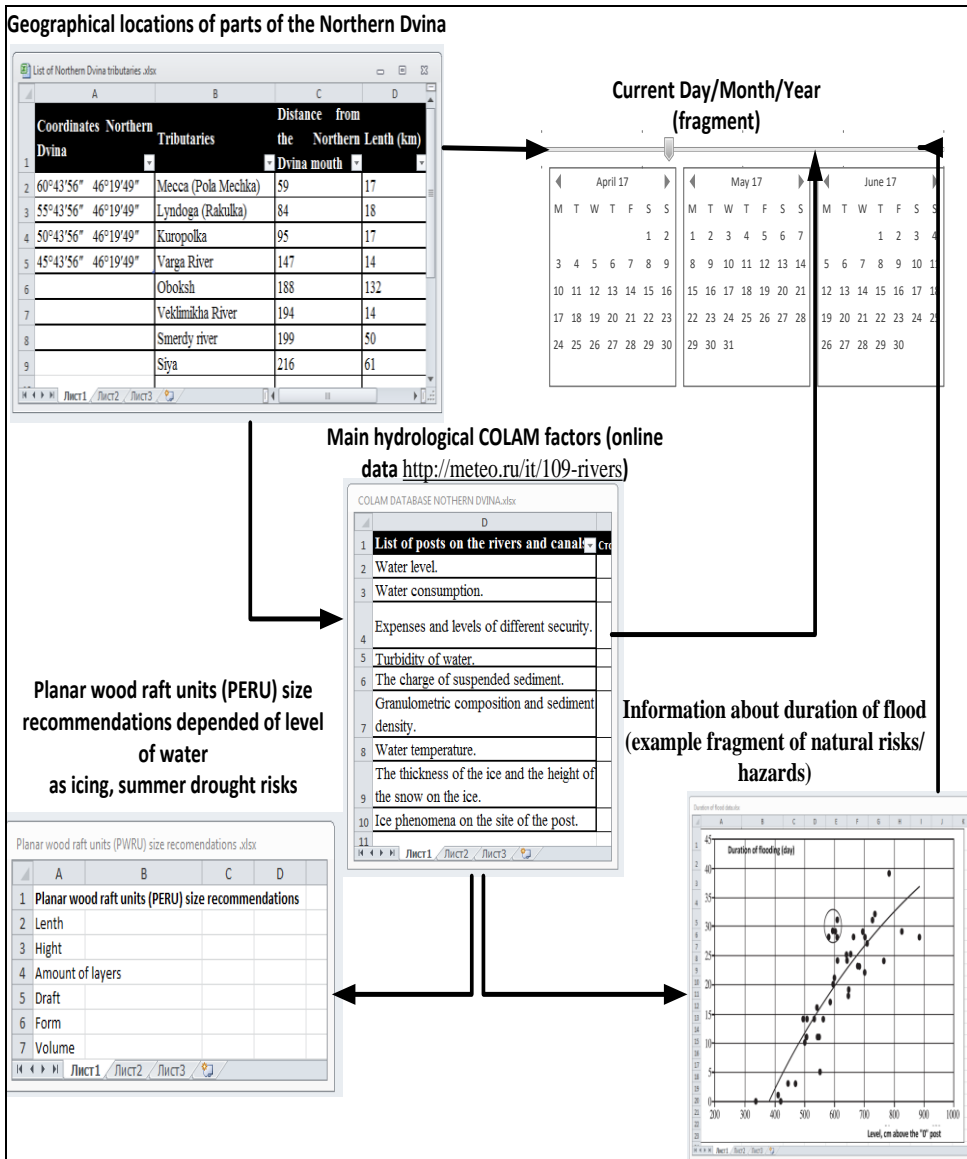 Geographical locations of parts of the Northern Dvina
List of Northern Dvina tributaries .xlsx
A B C D
1 Coordinates Northern Dvina Tributaries Distance from the Northern Dvina mouth Lenth (km)
2 60°43'56" 46°19'49" Mecca (Pola Mechka) 59 17
3 55°43'56" 46°19'49" Lyndoga (Rakulka) 84 18
4 50°43'56" 46°19'49" Kuropolka 95 17
5 45°43'56" 46°19'49" Varga River 147 14
6 Oboksh 188 132
7 Veklimikha River 194 14
8 Smerdy river 199 50
9 Siya 216 61
Лист1 Лист2 Лист3
Current Day/Month/Year
(fragment)
April 17 May 17 June 17
M T W T F S S M T W T F S S M T W T F S S
1 2 1 2 3 4 5 6 7 1 2 3 4
3 4 5 6 7 8 9 8 9 10 11 12 13 14 5 6 7 8 9 10 11
10 11 12 13 14 15 16 15 16 17 18 19 20 21 12 13 14 15 16 17 18
17 18 19 20 21 22 23 22 23 24 25 26 27 28 19 20 21 22 23 24 25
24 25 26 27 28 29 30 29 30 31 26 27 28 29 30
Main hydrological COLAM factors (online
data http://meteo.ru/it/109-rivers)
COLAM DATABASE NOTHERN DVINA.xlsx
D
1 List of posts on the rivers and canals Сто
2 Water level.
3 Water consumption.
4 Expenses and levels of different security.
5 Turbidity of water.
6 The charge of suspended sediment.
Granulometric composition and sediment
7 density.
8 Water temperature.
The thickness of the ice and the height of
9 the snow on the ice.
10 Ice phenomena on the site of the post.
11
Лист1 Лист2 Лист3
Planar wood raft units (PERU) size
recommendations depended of level
of water
as icing, summer drought risks
Planar wood raft units (PWRU) size recomendations .xlsx
A B C D
1 Planar wood raft units (PERU) size recommendations
2 Lenth
3 Hight
4 Amount of layers
5 Draft
6 Form
7 Volume
Лист1 Лист2 Лист3
Information about duration of flood
(example fragment of natural risks/
hazards)
Duration of flood data.xlsx
A B C D E F G H I J K
Duration of flooding (day)
45
40
35
30
25
20
15
10
5
0
200 300 400 500 600 700 800 900 1000
Level, cm above the "0" post
Лист1 Лист2 Лист3